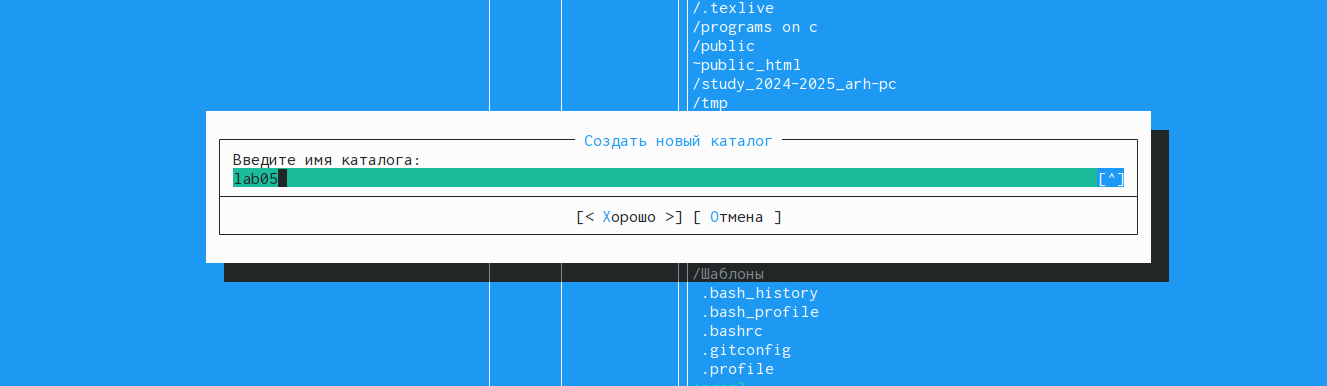 /.texlive
/programs on c
/public
~public_html
/study_2024-2025_arh-pc
/tmp
Создать новый каталог
Введите имя каталога:
lab05 [^]
[< Хорошо >] [ Отмена ]
/Шаблоны
.bash_history
.bash_profile
.bashrc
.gitconfig
.profile